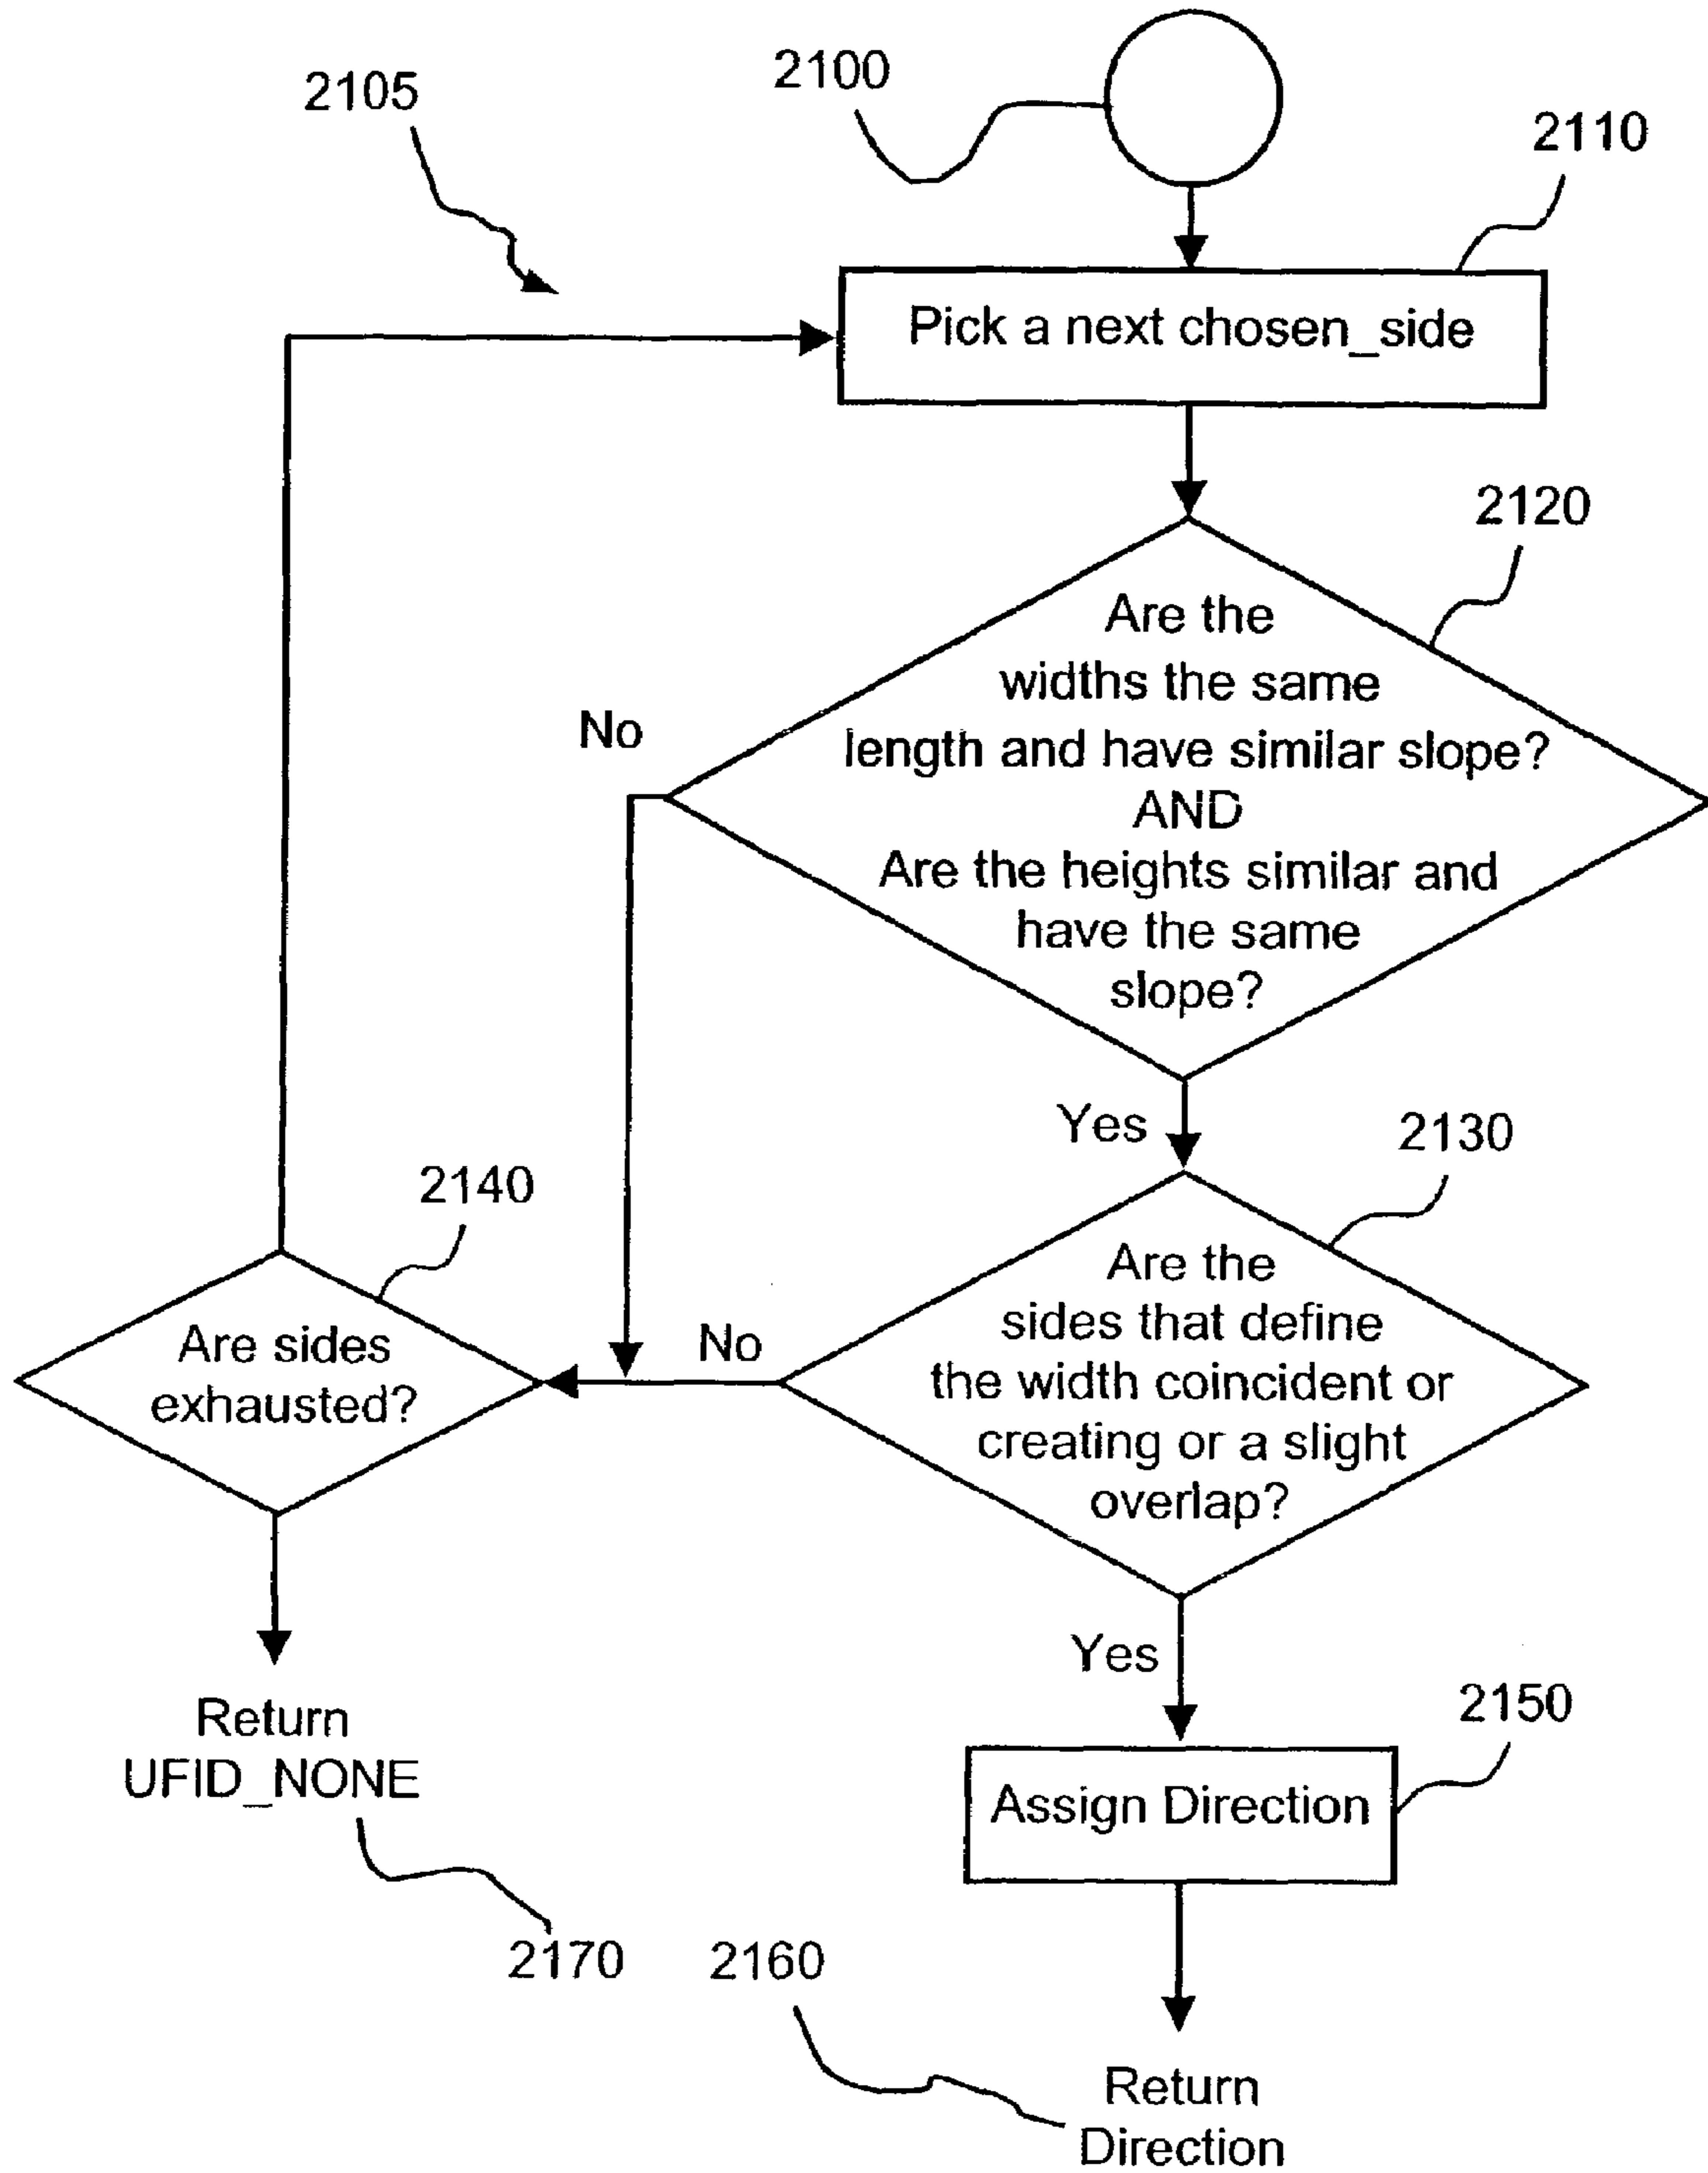 2105
2100
2110
Pick a next chosen_side
2120
Are the
widths the same
length and have similar slope?
AND
Are the heights similar and
have the same
slope?
No
Yes
2130
Are the
sides that define
the width coincident or
creating or a slight
overlap?
No
2140
Are sides
exhausted?
Yes
2150
Assign Direction
Return
UFID_NONE
2170
2160
Return
Direction